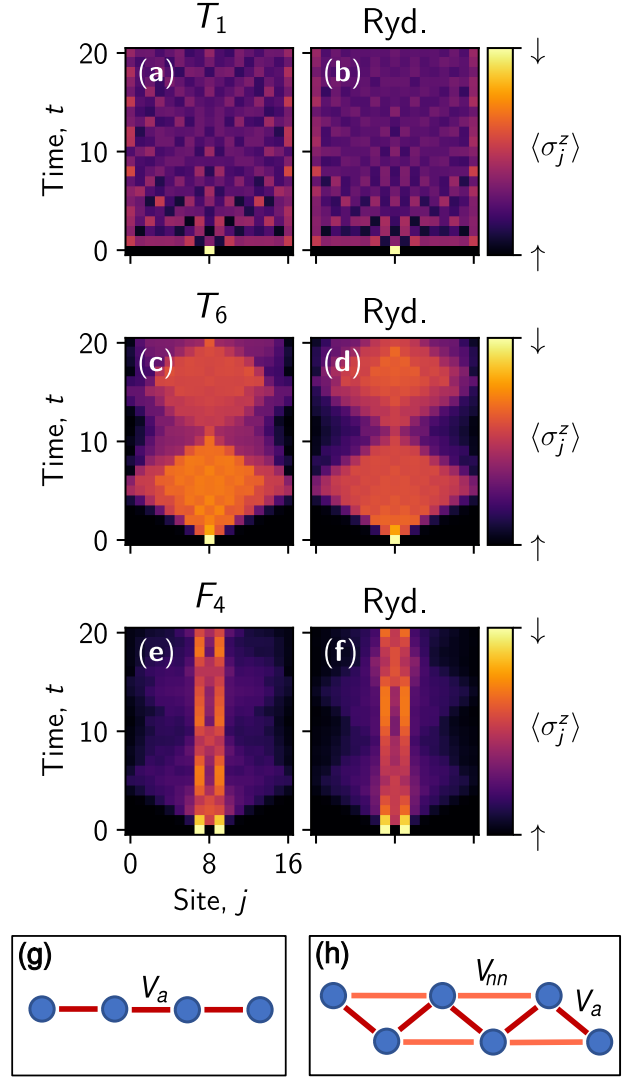 T₁ Ryd.
(a) (b)
Time, t
20
10
0
↓
⟨σⱼᶻ⟩
↑
T₆ Ryd.
(c) (d)
Time, t
20
10
0
↓
⟨σⱼᶻ⟩
↑
F₄ Ryd.
(e) (f)
Time, t
20
10
0
↓
⟨σⱼᶻ⟩
↑
0 8 16
Site, j
(g)
Vₐ
(h)
Vₙₙ
Vₐ